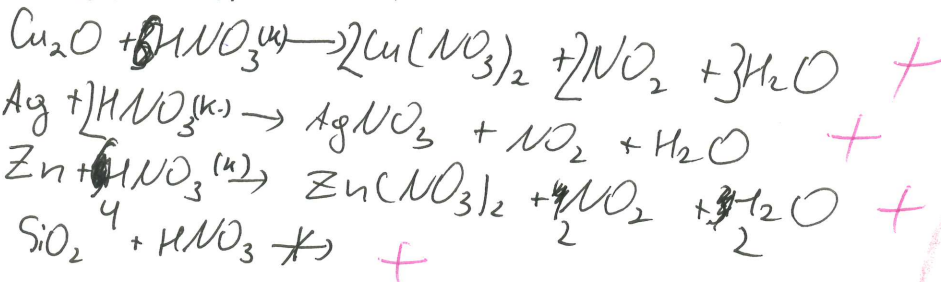 Cu₂O + 6HNO₃(к) → 2Cu(NO₃)₂ + 2NO₂ + 3H₂O +
Ag + 2HNO₃(к.) → AgNO₃ + NO₂ + H₂O +
Zn + 4HNO₃(к) → Zn(NO₃)₂ + 2NO₂ + 2H₂O +
SiO₂ + HNO₃ ↛ +